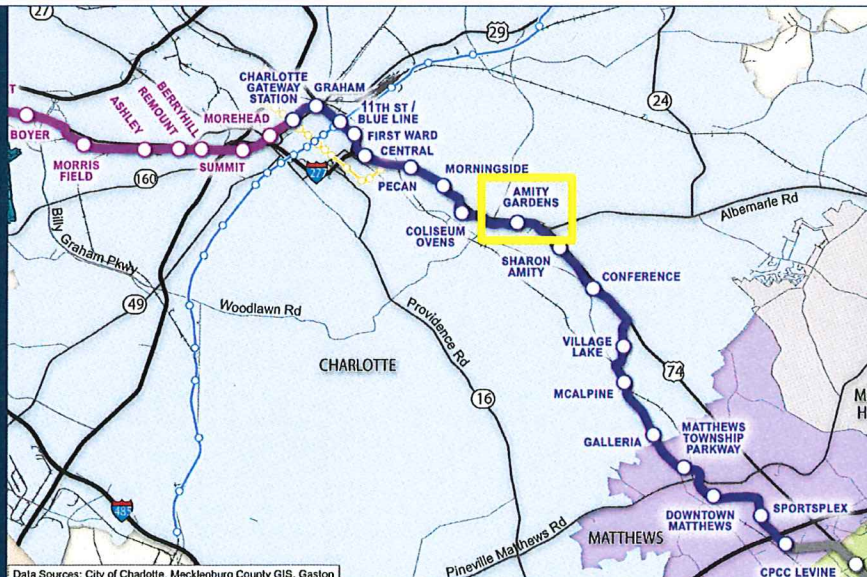 27
29
CHARLOTTE
GATEWAY
STATION
GRAHAM
11TH ST /
BLUE LINE
FIRST WARD
CENTRAL
24
T
BOYER
ASHLEY
BERRYHILL
REMOUNT
MOREHEAD
MORRIS
FIELD
SUMMIT
277
PECAN
MORNINGSIDE
160
AMITY
GARDENS
COLISEUM
OVENS
Albemarle Rd
Billy Graham Pkwy
SHARON
AMITY
CONFERENCE
49
Woodlawn Rd
Providence Rd
VILLAGE
LAKE
CHARLOTTE
74
MCALPINE
16
M
H
GALLERIA
MATTHEWS
TOWNSHIP
PARKWAY
485
DOWNTOWN
MATTHEWS
SPORTSPLEX
Pineville Matthews Rd
MATTHEWS
CPCC LEVINE
Data Sources: City of Charlotte, Mecklenburg County GIS, Gaston